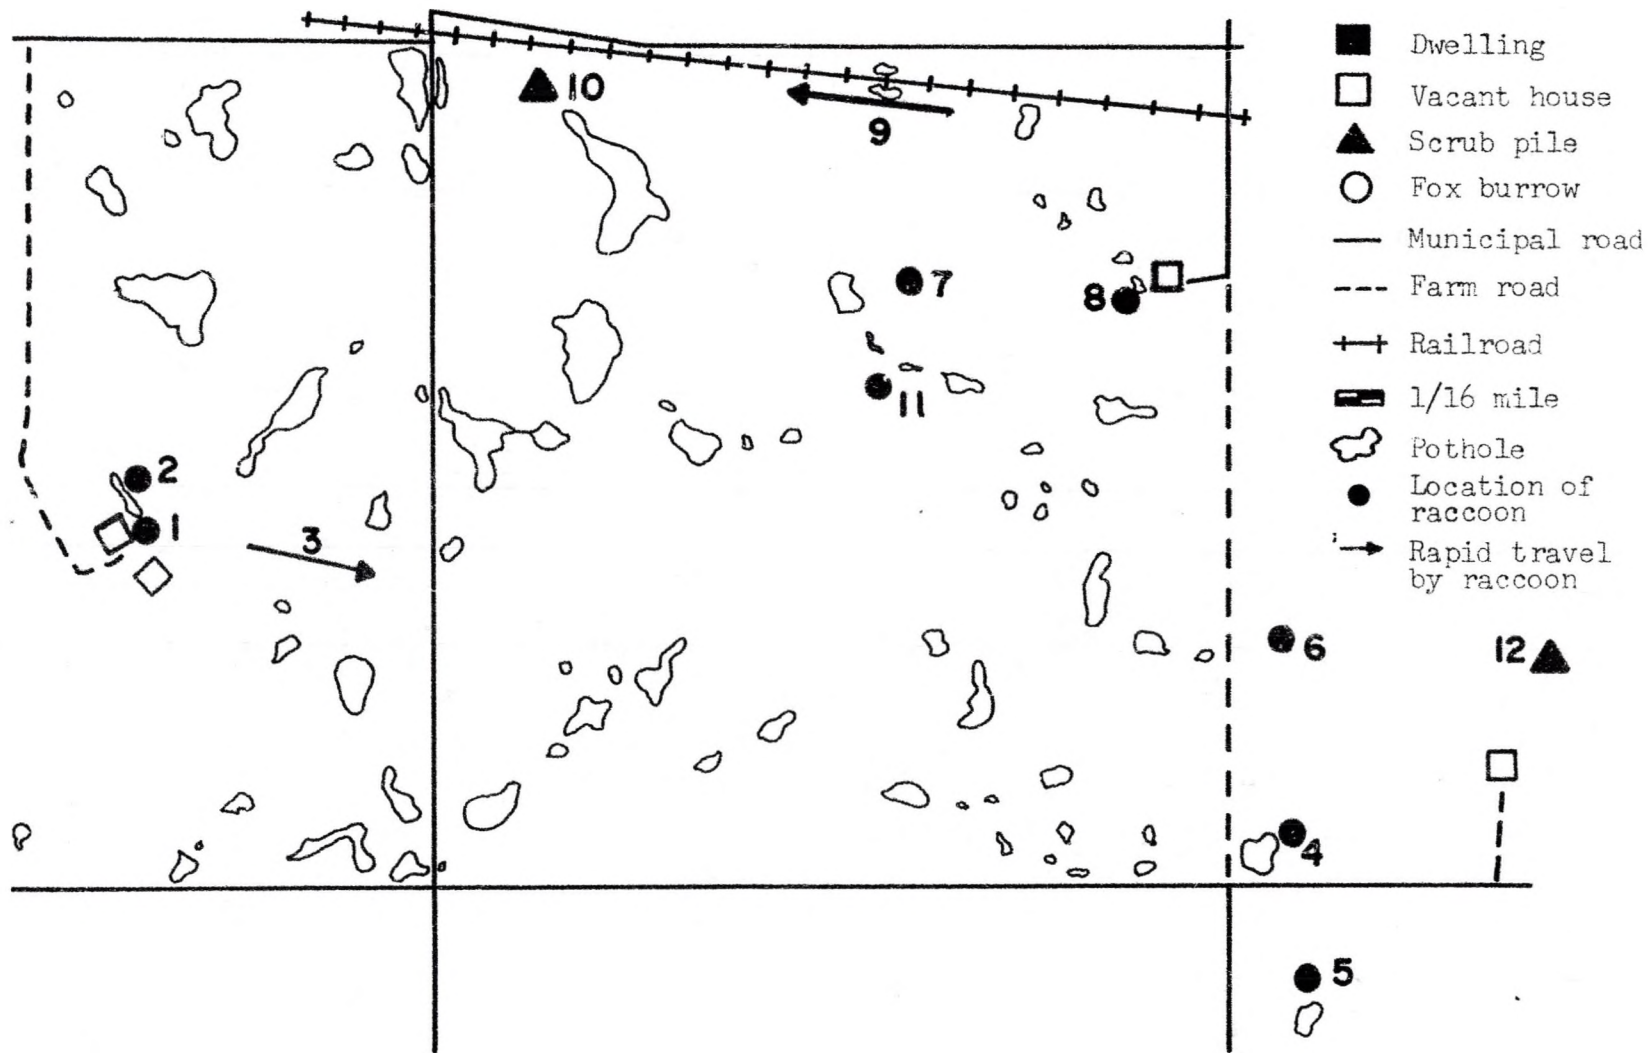 10
9
7
8
11
2
1
3
6
12
4
5
Dwelling
Vacant house
Scrub pile
Fox burrow
Municipal road
Farm road
Railroad
1/16 mile
Pothole
Location of
raccoon
Rapid travel
by raccoon